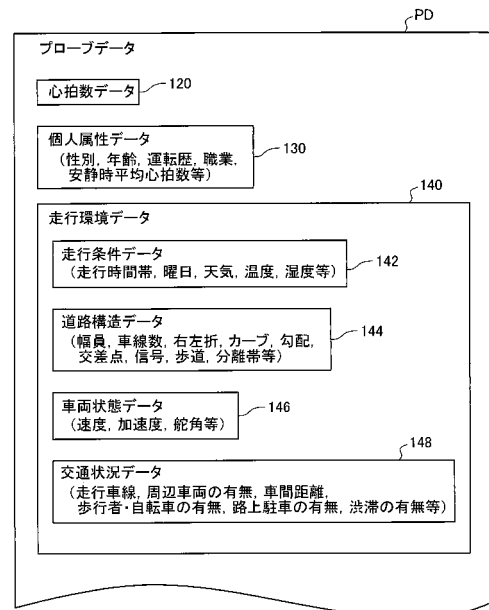 PD
プローブデータ
心拍数データ
120
個人属性データ
(性別, 年齢, 運転歴, 職業,
安静時平均心拍数等)
130
140
走行環境データ
走行条件データ
(走行時間帯, 曜日, 天気, 温度, 湿度等)
142
道路構造データ
(幅員, 車線数, 右左折, カーブ, 勾配,
交差点, 信号, 歩道, 分離帯等)
144
車両状態データ
(速度, 加速度, 舵角等)
146
148
交通状況データ
(走行車線, 周辺車両の有無, 車間距離,
歩行者・自転車の有無, 路上駐車の有無, 渋滞の有無等)